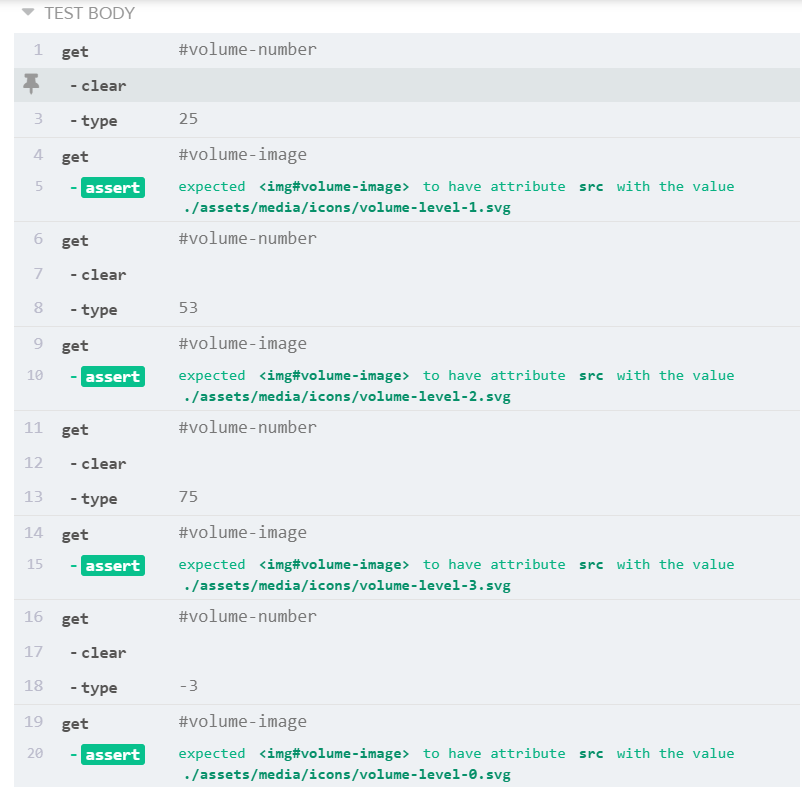 TEST BODY
1 get #volume-number
- clear
3 - type 25
4 get #volume-image
5 - assert expected <img#volume-image> to have attribute src with the value
./assets/media/icons/volume-level-1.svg
6 get #volume-number
7 - clear
8 - type 53
9 get #volume-image
10 - assert expected <img#volume-image> to have attribute src with the value
./assets/media/icons/volume-level-2.svg
11 get #volume-number
12 - clear
13 - type 75
14 get #volume-image
15 - assert expected <img#volume-image> to have attribute src with the value
./assets/media/icons/volume-level-3.svg
16 get #volume-number
17 - clear
18 - type -3
19 get #volume-image
20 - assert expected <img#volume-image> to have attribute src with the value
./assets/media/icons/volume-level-0.svg